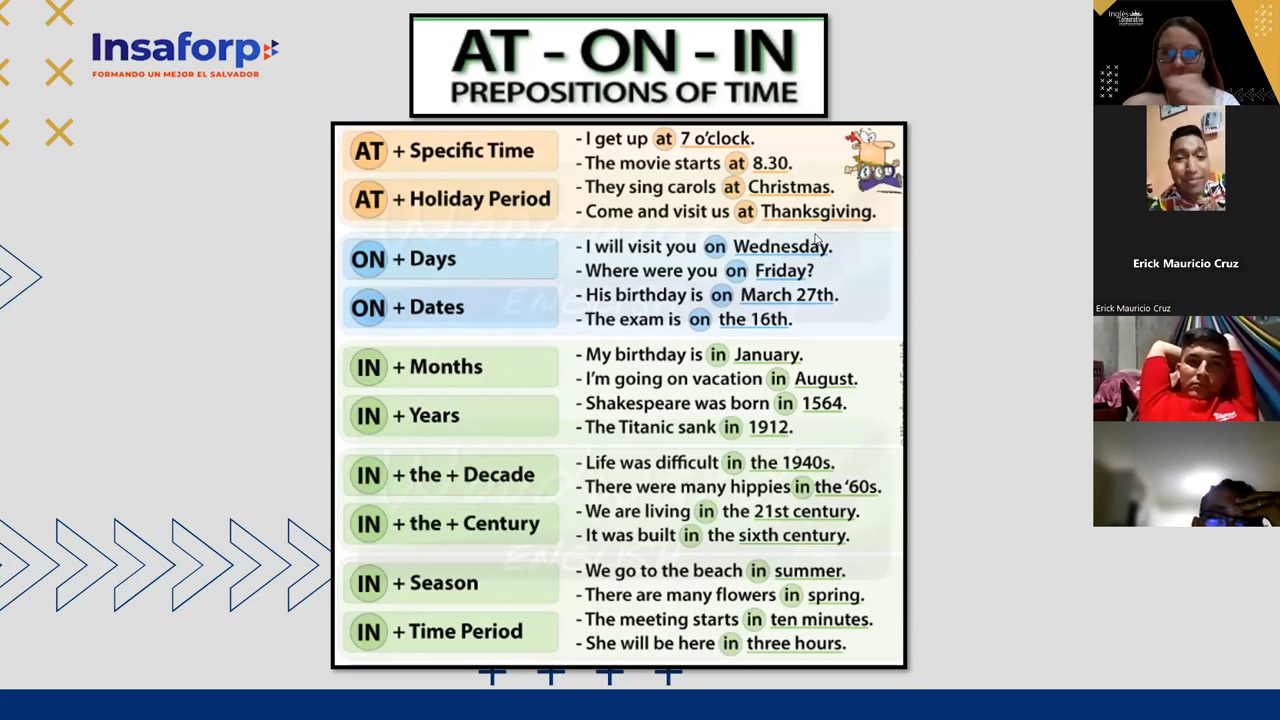 Insaforp
FORMANDO UN MEJOR EL SALVADOR
AT - ON - IN
PREPOSITIONS OF TIME
AT + Specific Time
- I get up at 7 o'clock.
- The movie starts at 8.30.
AT + Holiday Period
- They sing carols at Christmas.
- Come and visit us at Thanksgiving.
ON + Days
- I will visit you on Wednesday.
- Where were you on Friday?
ON + Dates
- His birthday is on March 27th.
- The exam is on the 16th.
IN + Months
- My birthday is in January.
- I'm going on vacation in August.
IN + Years
- Shakespeare was born in 1564.
- The Titanic sank in 1912.
IN + the + Decade
- Life was difficult in the 1940s.
- There were many hippies in the '60s.
IN + the + Century
- We are living in the 21st century.
- It was built in the sixth century.
IN + Season
- We go to the beach in summer.
- There are many flowers in spring.
IN + Time Period
- The meeting starts in ten minutes.
- She will be here in three hours.
ENGLISH
Inglés
Corporativo
Erick Mauricio Cruz
Erick Mauricio Cruz